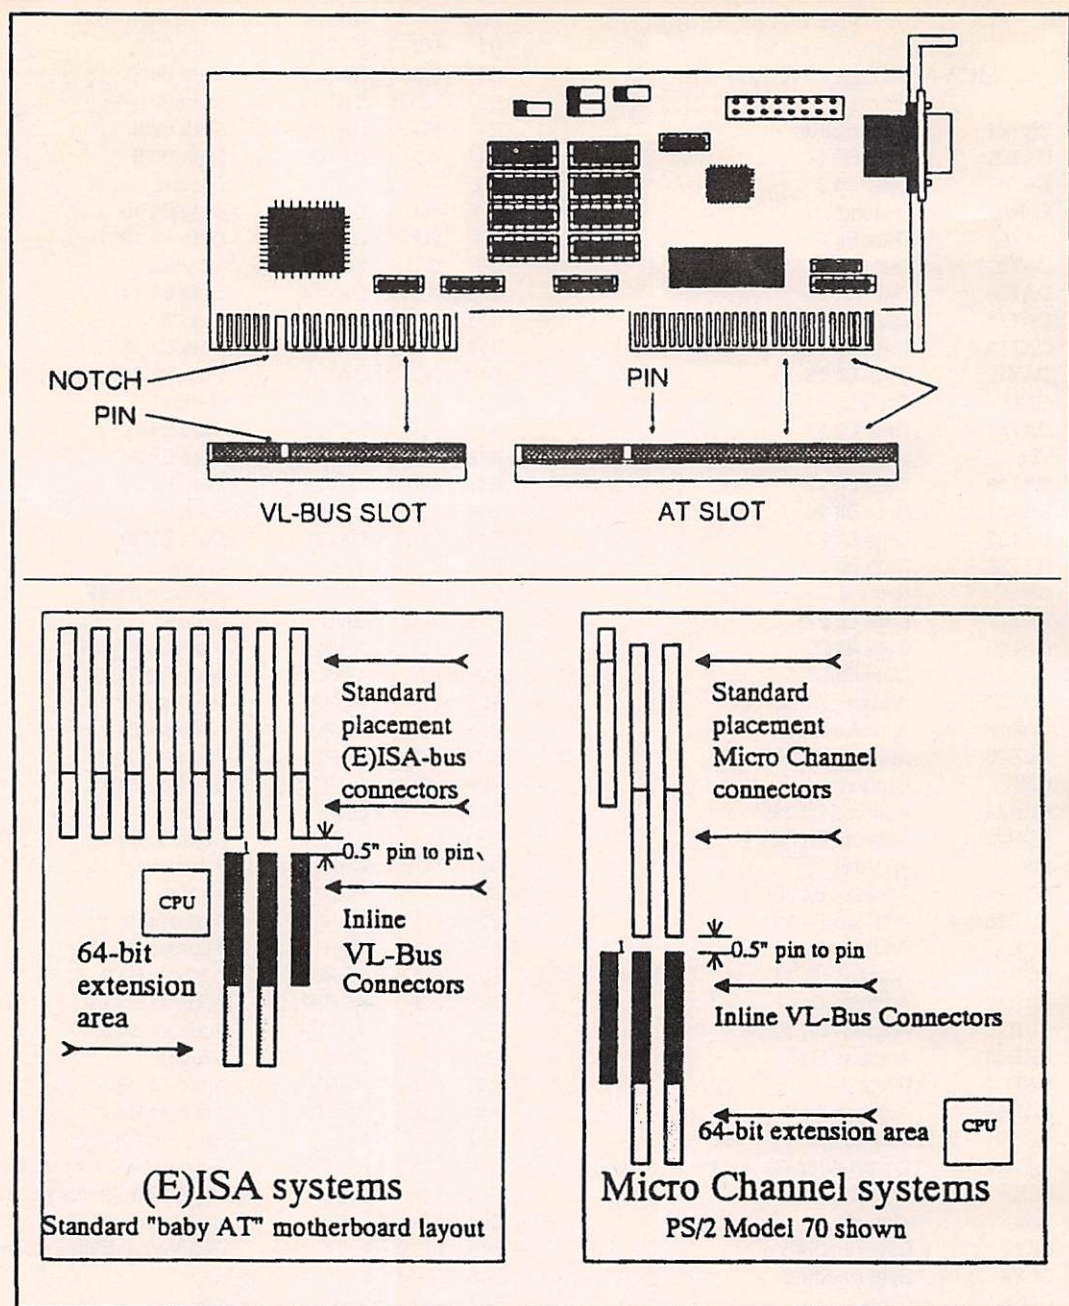 NOTCH
PIN
PIN
VL-BUS SLOT
AT SLOT
Standard
placement
(E)ISA-bus
connectors
1
0.5" pin to pin
CPU
Inline
VL-Bus
Connectors
64-bit
extension
area
(E)ISA systems
Standard "baby AT" motherboard layout
Standard
placement
Micro Channel
connectors
1
0.5" pin to pin
Inline VL-Bus Connectors
64-bit extension area
CPU
Micro Channel systems
PS/2 Model 70 shown